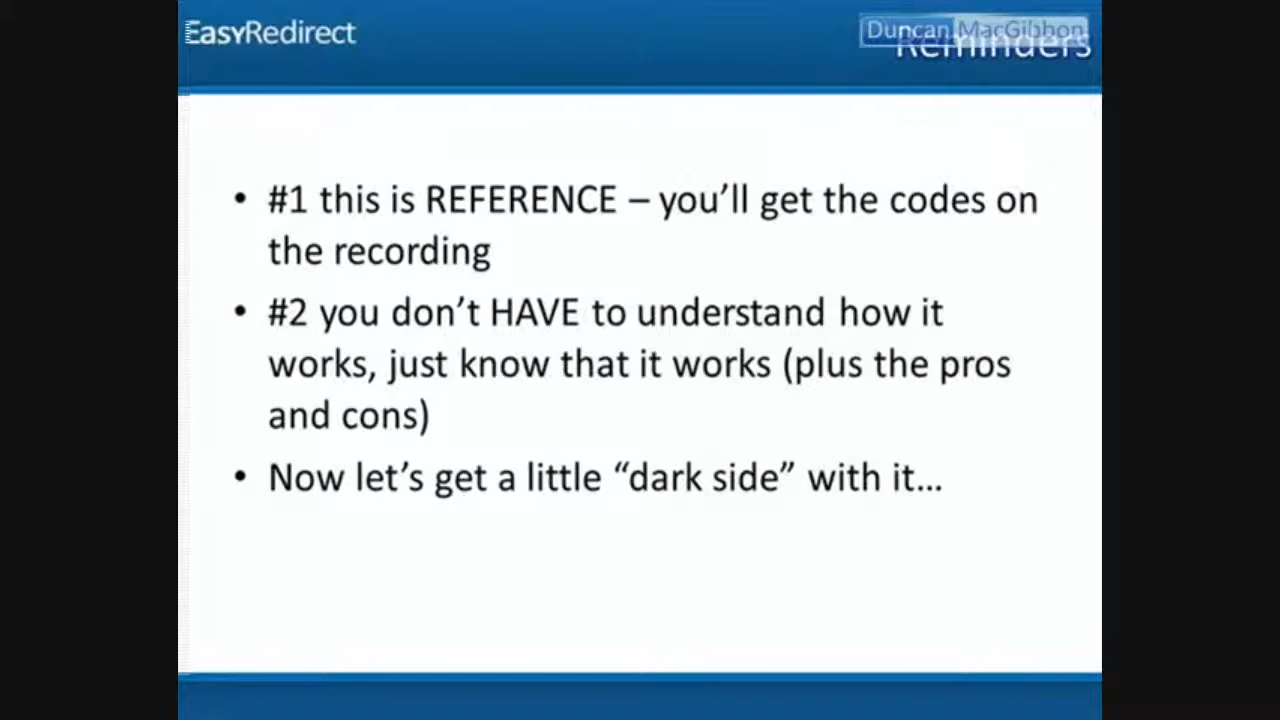 EasyRedirect
Duncan MacGibbon
Reminders
• #1 this is REFERENCE – you’ll get the codes on
the recording
• #2 you don’t HAVE to understand how it
works, just know that it works (plus the pros
and cons)
• Now let’s get a little “dark side” with it…